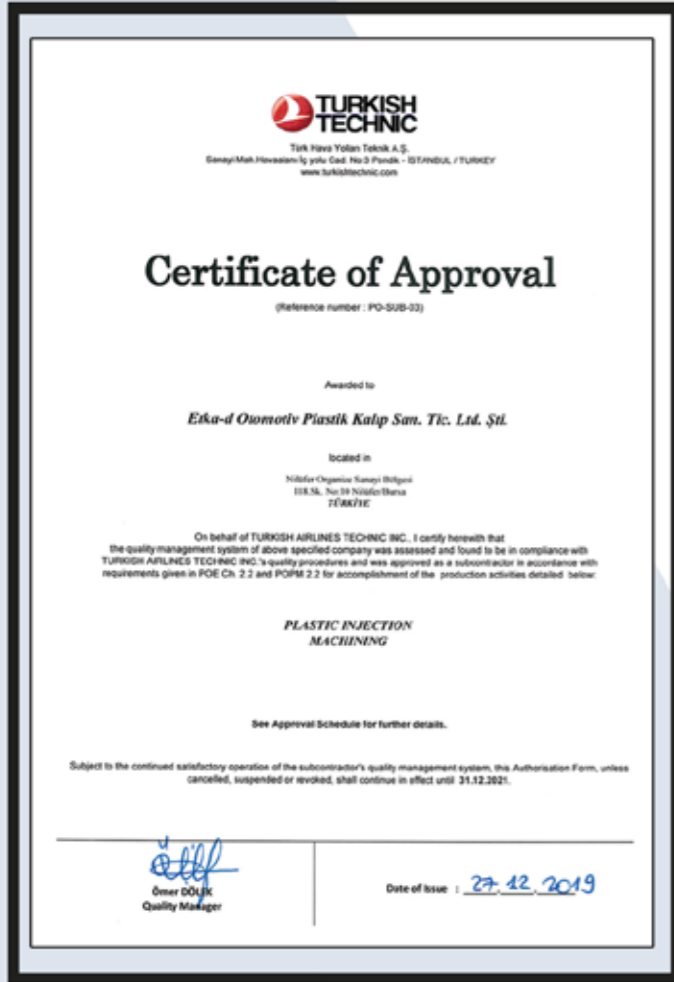 TURKISH
TECHNIC
Türk Hava Yolları Teknik A.Ş.
Sanayi Mah.Havaalanı İç yolu Cad. No:3 Pendik - İSTANBUL / TURKEY
www.turkishtechnic.com
Certificate of Approval
(Reference number : PO-SUB-33)
Awarded to
Etka-d Otomotiv Plastik Kalıp San. Tic. Ltd. Şti.
located in
Nilüfer Organize Sanayi Bölgesi
118.Sk. No:10 Nilüfer/Bursa
TÜRKİYE
On behalf of TURKISH AIRLINES TECHNIC INC., I certify herewith that
the quality management system of above specified company was assessed and found to be in compliance with
TURKISH AIRLINES TECHNIC INC.'s quality procedures and was approved as a subcontractor in accordance with
requirements given in POE Ch. 2.2 and POPM 2.2 for accomplishment of the production activities detailed below:
PLASTIC INJECTION
MACHINING
See Approval Schedule for further details.
Subject to the continued satisfactory operation of the subcontractor's quality management system, this Authorisation Form, unless
cancelled, suspended or revoked, shall continue in effect until 31.12.2021.
Ömer DÖLİK
Quality Manager
Date of Issue : 27.12.2019